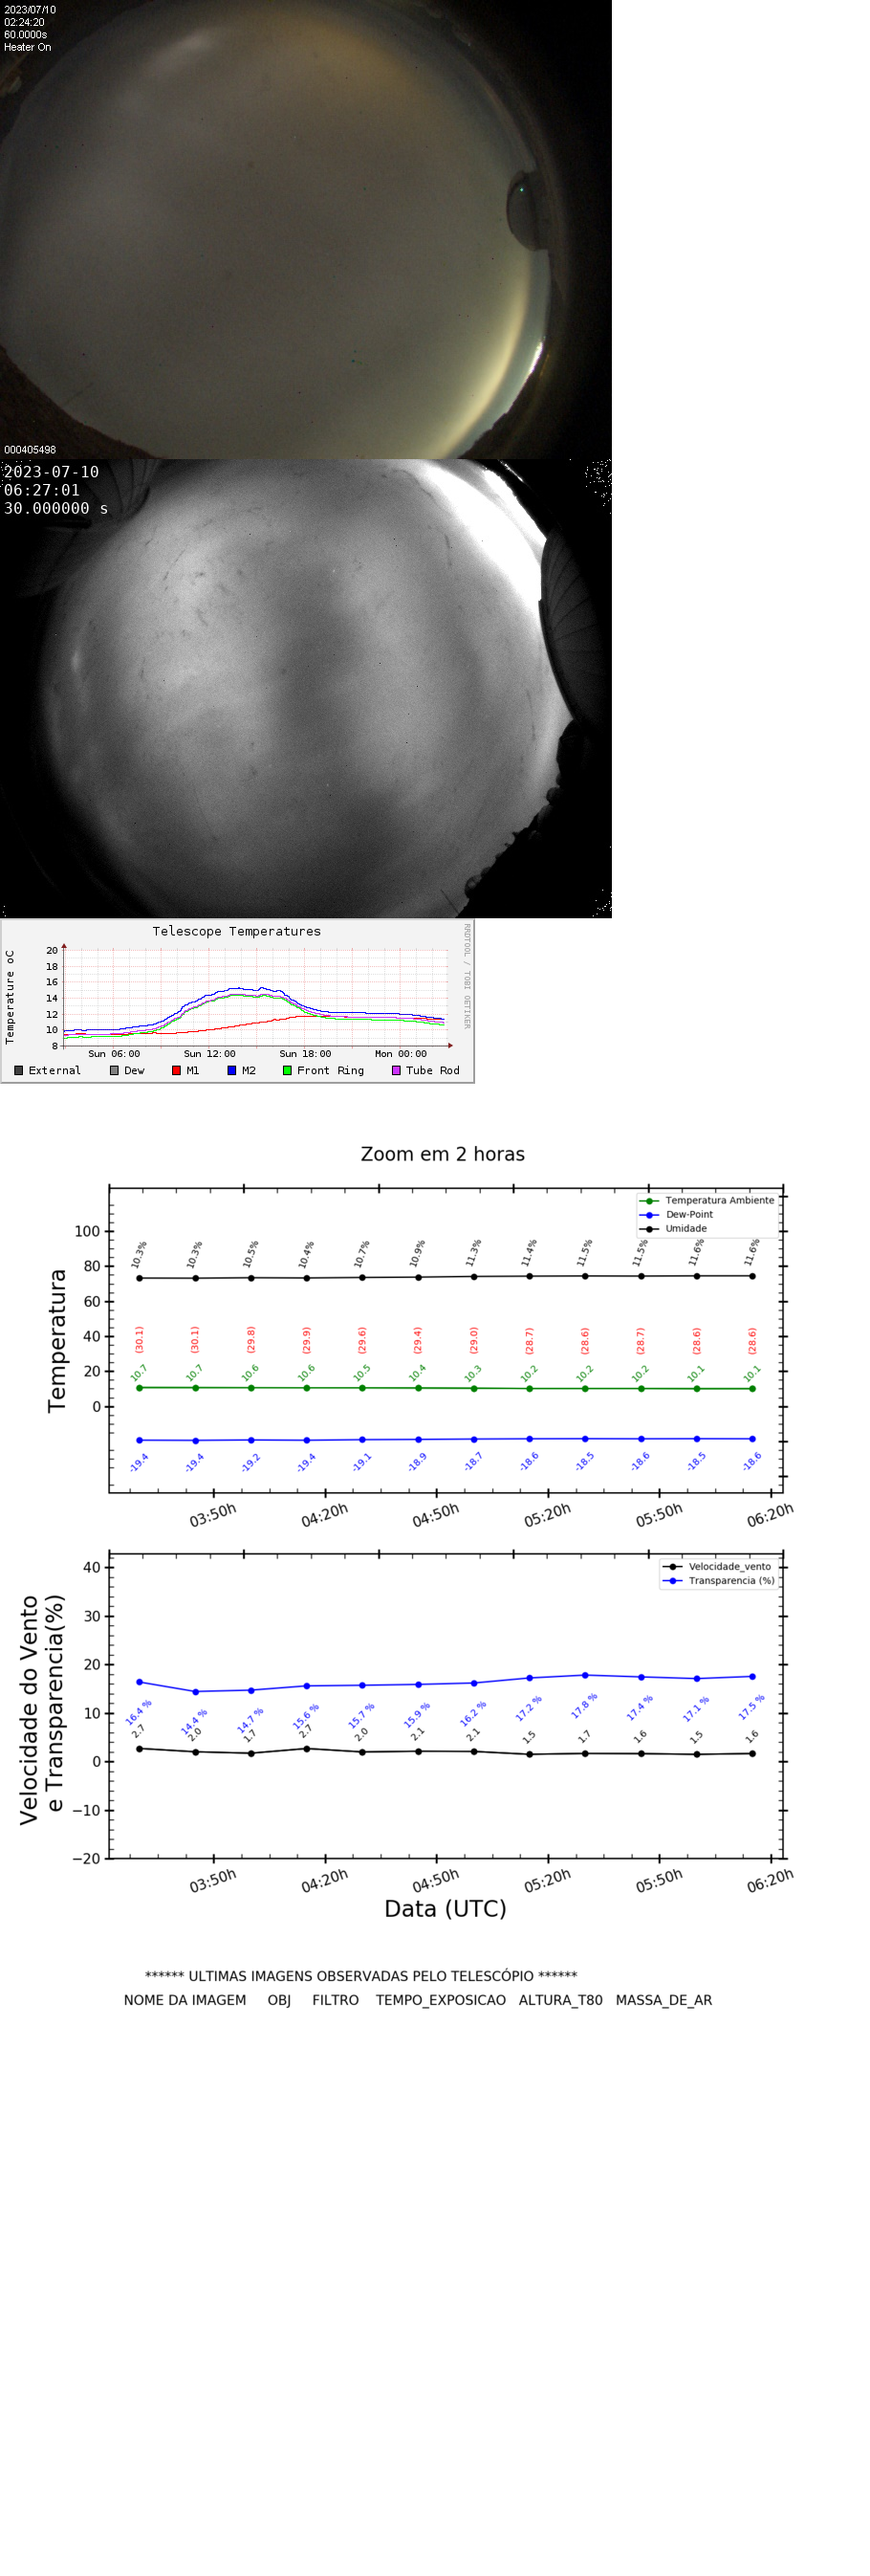 2023/07/10
02:24:20
60.0000s
Heater On
000405498
2023-07-10
06:27:01
30.000000 s
Telescope Temperatures
RRDTOOL / TOBI OETIKER
Temperature oC
20
18
16
14
12
10
8
Sun 06:00 Sun 12:00 Sun 18:00 Mon 00:00
External Dew M1 M2 Front Ring Tube Rod
Zoom em 2 horas
Temperatura
100
80
60
40
20
0
Temperatura Ambiente
Dew-Point
Umidade
10.3% 10.3% 10.5% 10.4% 10.7% 10.9% 11.3% 11.4% 11.5% 11.5% 11.6% 11.6%
(30.1) (30.1) (29.8) (29.9) (29.6) (29.4) (29.0) (28.7) (28.6) (28.7) (28.6) (28.6)
10.7 10.7 10.6 10.6 10.5 10.4 10.3 10.2 10.2 10.2 10.1 10.1
-19.4 -19.4 -19.2 -19.4 -19.1 -18.9 -18.7 -18.6 -18.5 -18.6 -18.5 -18.6
03:50h 04:20h 04:50h 05:20h 05:50h 06:20h
Velocidade do Vento
e Transparencia(%)
40
30
20
10
0
−10
−20
Velocidade_vento
Transparencia (%)
16.4 % 14.4 % 14.7 % 15.6 % 15.7 % 15.9 % 16.2 % 17.2 % 17.8 % 17.4 % 17.1 % 17.5 %
2.7 2.0 1.7 2.7 2.0 2.1 2.1 1.5 1.7 1.6 1.5 1.6
03:50h 04:20h 04:50h 05:20h 05:50h 06:20h
Data (UTC)
****** ULTIMAS IMAGENS OBSERVADAS PELO TELESCÓPIO ******
NOME DA IMAGEM OBJ FILTRO TEMPO_EXPOSICAO ALTURA_T80 MASSA_DE_AR